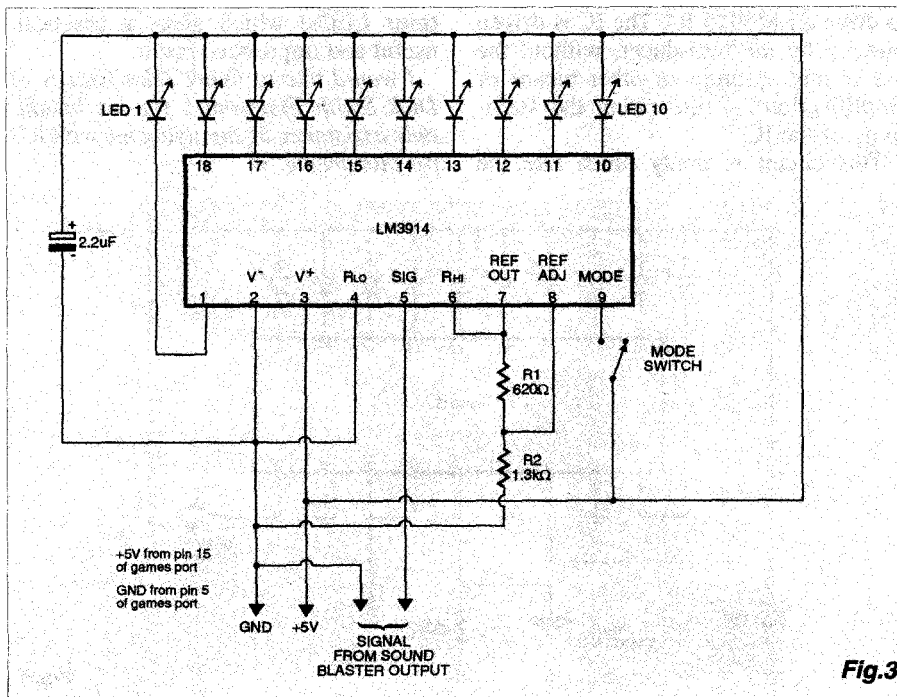 LED 1
LED 10
18 17 16 15 14 13 12 11 10
+
2.2uF
-
LM3914
V- V+ RLO SIG RHI REF OUT REF ADJ MODE
1 2 3 4 5 6 7 8 9
MODE
SWITCH
R1
620Ω
R2
1.3kΩ
+5V from pin 15
of games port
GND from pin 5
of games port
GND
+5V
SIGNAL
FROM SOUND
BLASTER OUTPUT
Fig.3